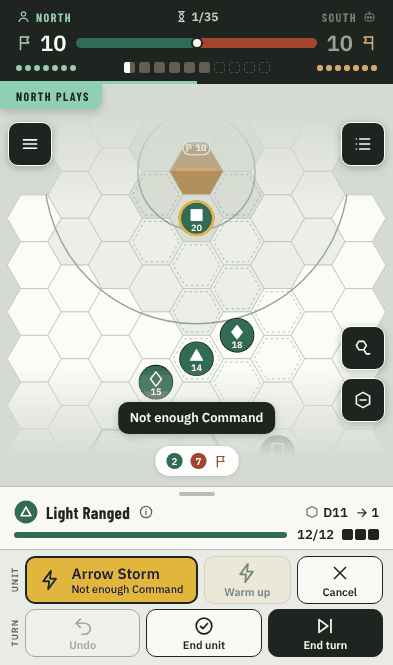 NORTH
1/35
SOUTH
10
10
NORTH PLAYS
10
20
18
14
15
Not enough Command
2
7
Light Ranged
D11 → 1
12/12
UNIT
Arrow Storm
Not enough Command
Warm up
Cancel
TURN
Undo
End unit
End turn